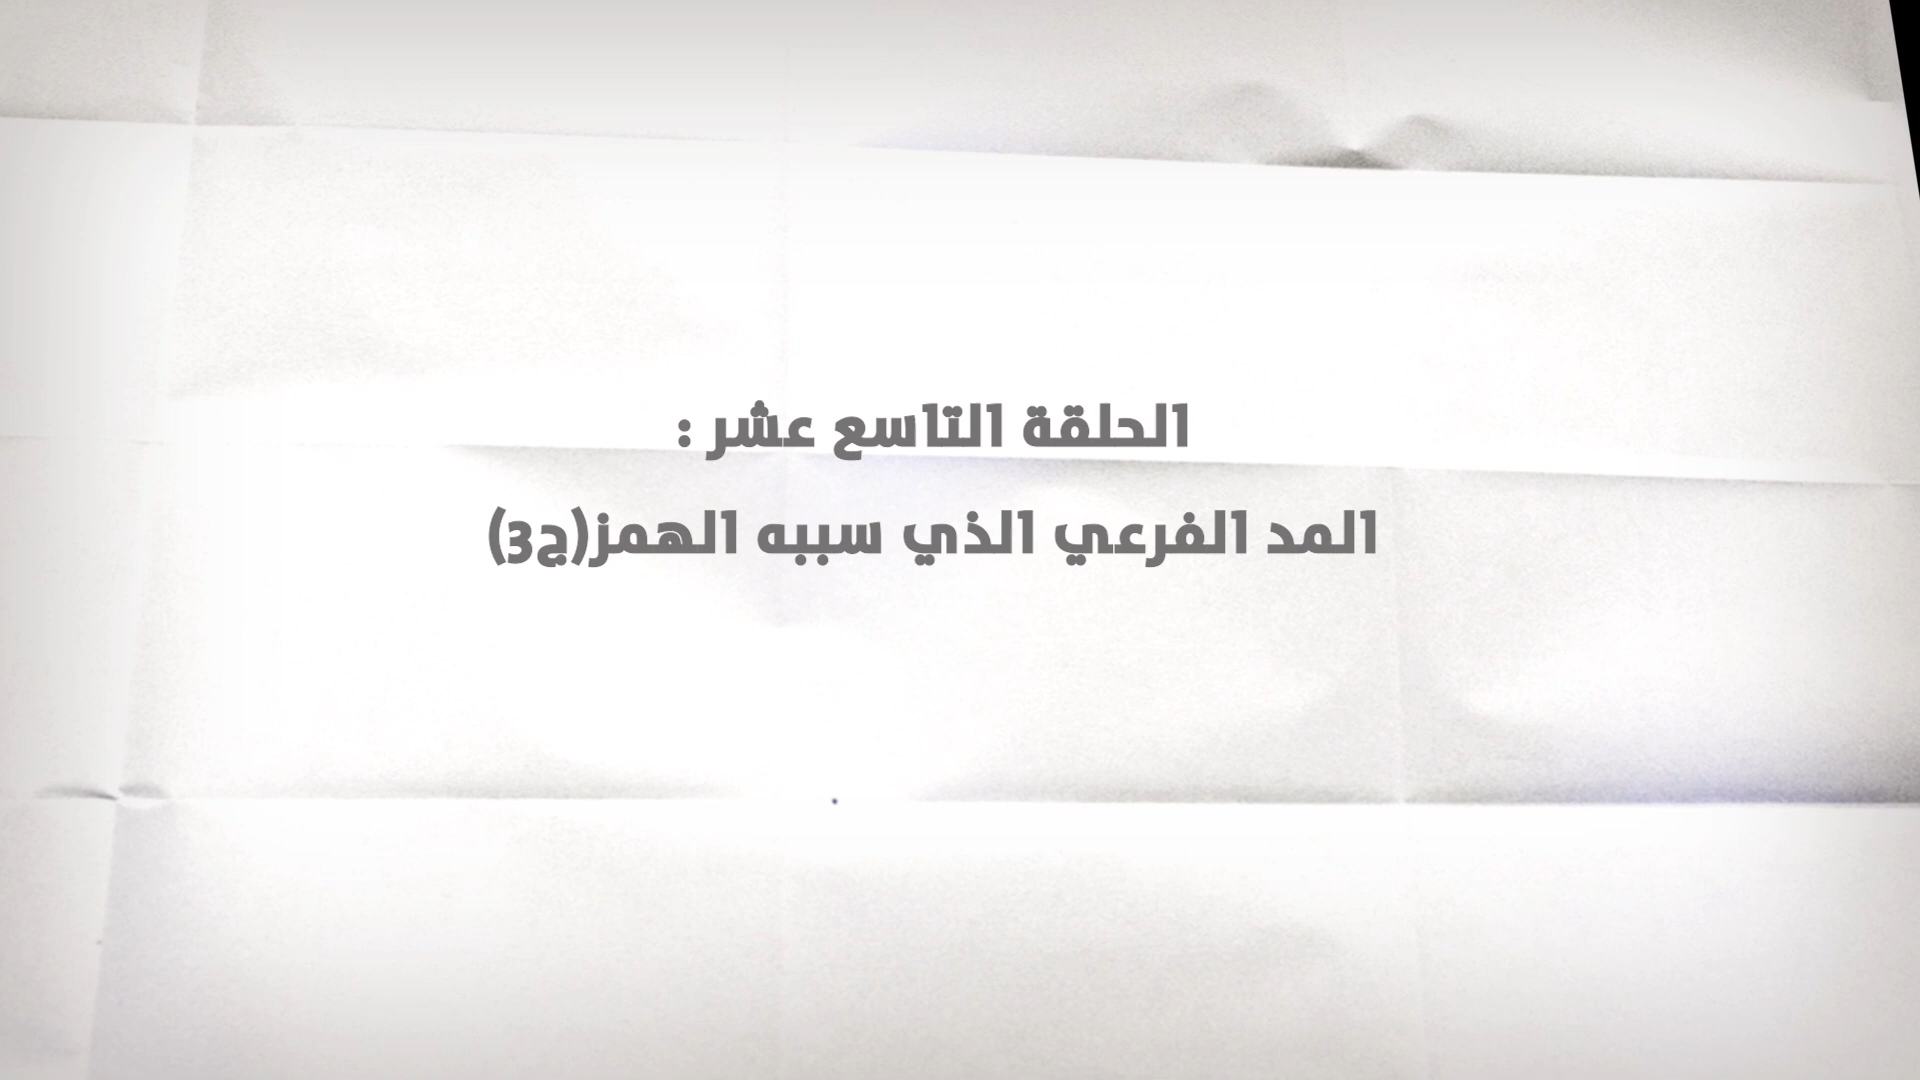 الحلقة التاسع عشر :
المد الفرعي الذي سببه الهمز(ج3)